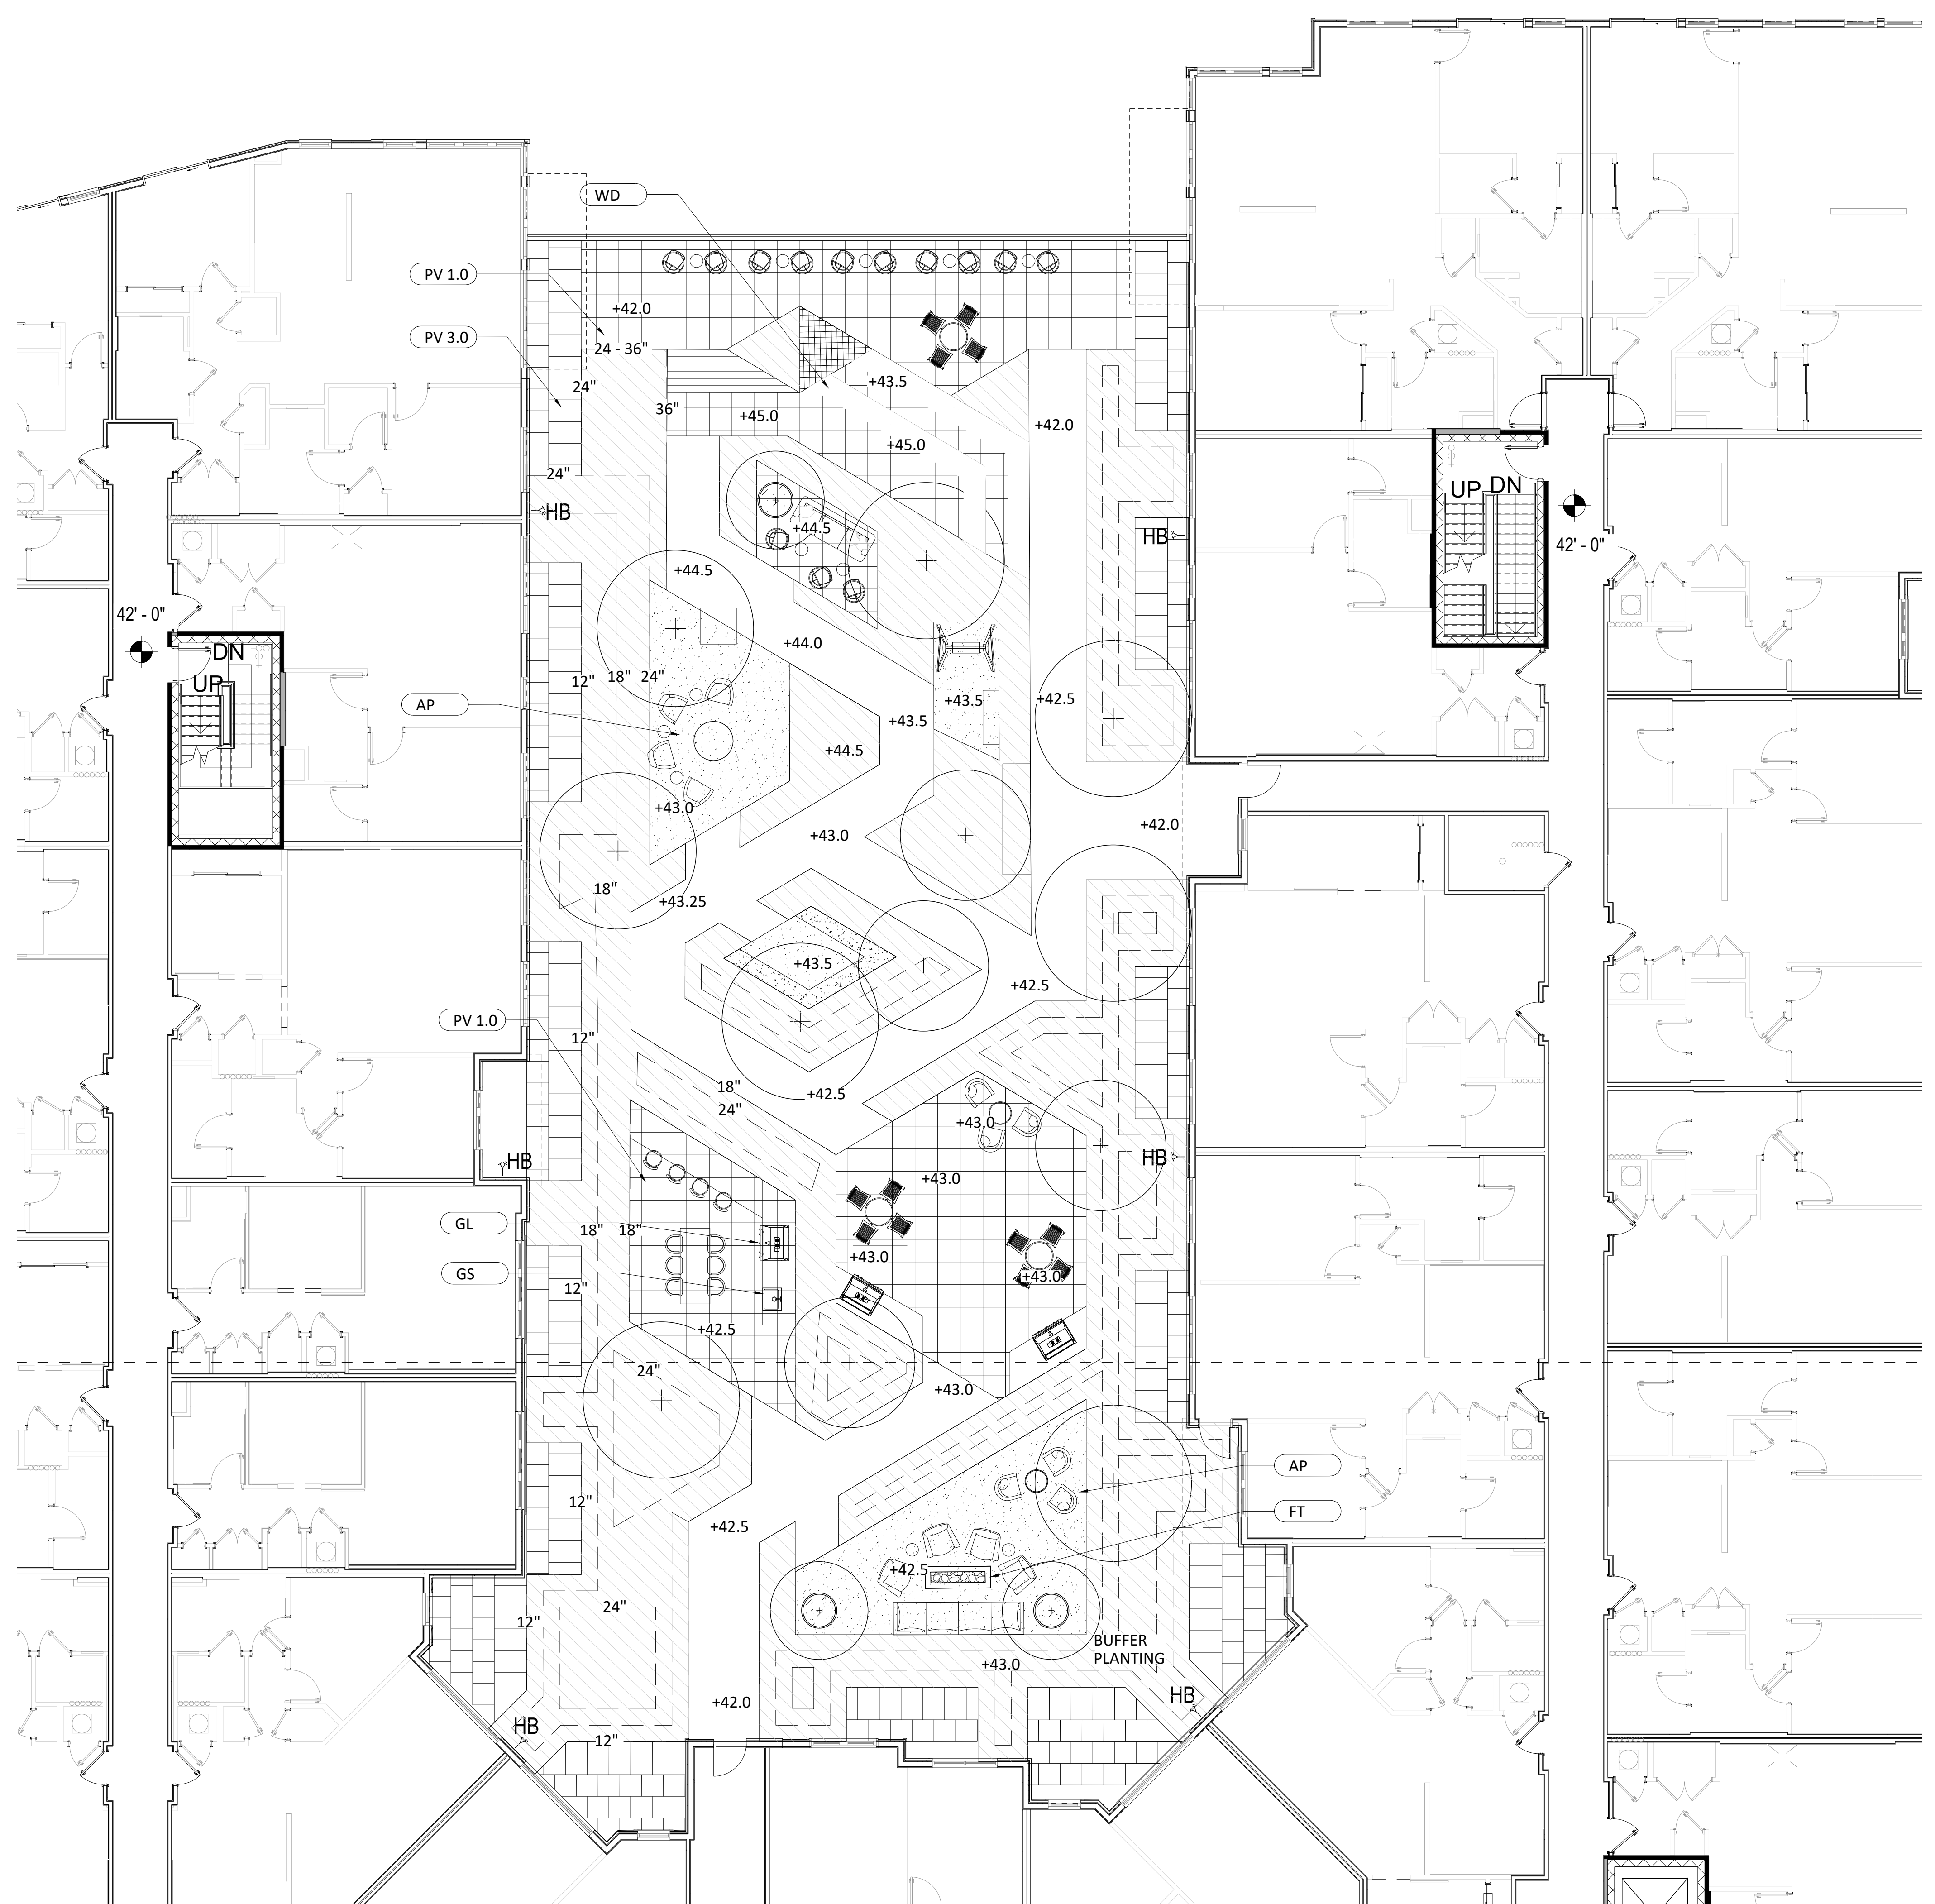 WD
PV 1.0
+42.0
PV 3.0
24 - 36"
24"
+43.5
36"
+45.0
+42.0
+45.0
24"
UP
DN
HB
+44.5
HB
42' - 0"
+44.5
42' - 0"
+44.0
DN
UP
12"
18"
24"
+43.5
+42.5
AP
+43.5
+44.5
+43.0
+43.0
+42.0
18"
+43.25
+43.5
+42.5
PV 1.0
12"
18"
+42.5
24"
+43.0
HB
HB
+43.0
GL
18"
18"
+43.0
GS
12"
+43.0
+42.5
24"
+43.0
AP
12"
FT
+42.5
+42.5
24"
12"
BUFFER
PLANTING
+43.0
+42.0
HB
HB
12"